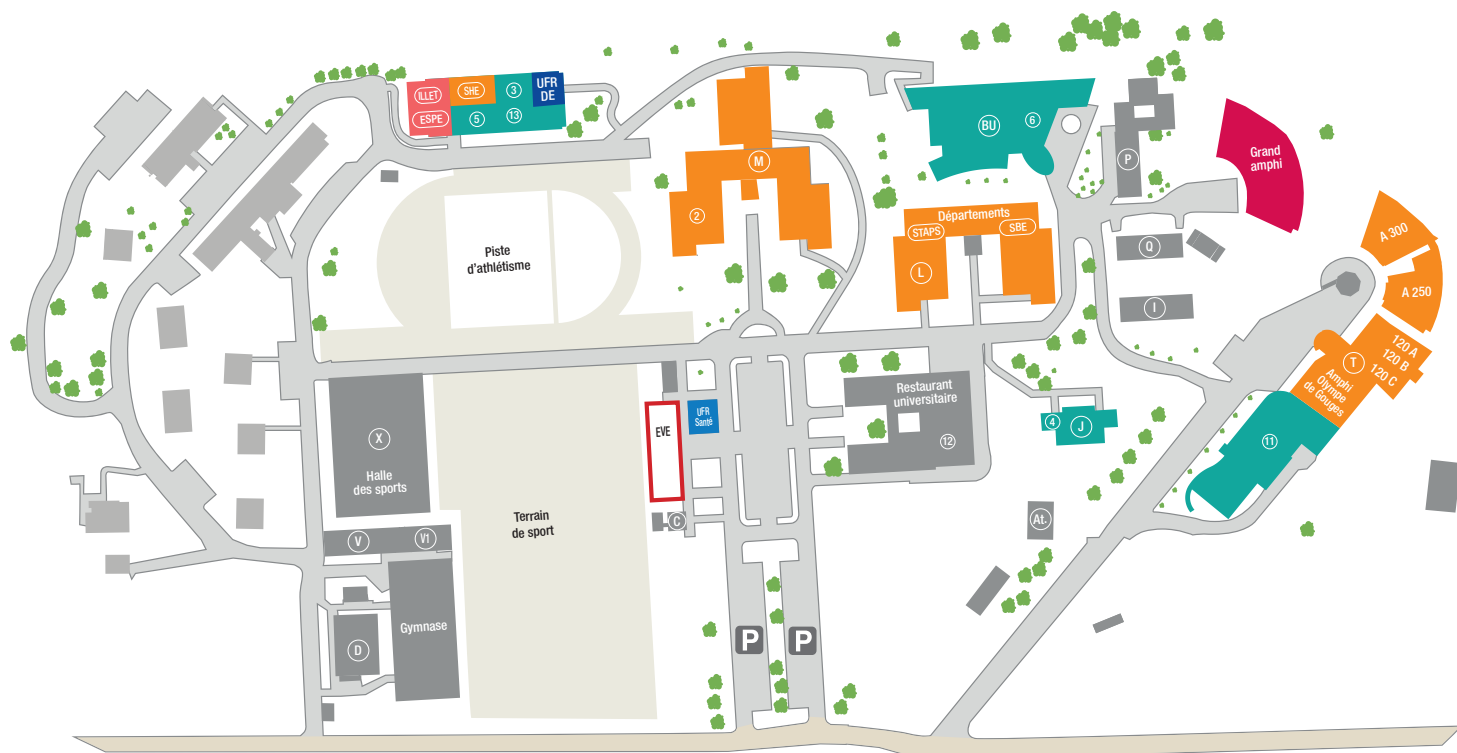 ILLET
SHE
3
UFR
DE
ESPE
5
13
M
2
BU
6
P
Grand
amphi
Départements
STAPS
SBE
L
Q
I
A 300
A 250
Piste
d'athlétisme
120 A
120 B
120 C
T
Amphi
Olympe
de Gouges
11
Restaurant
universitaire
12
4
J
UFR
Santé
EVE
C
X
Halle
des sports
V
V1
Terrain
de sport
At.
Gymnase
D
P
P